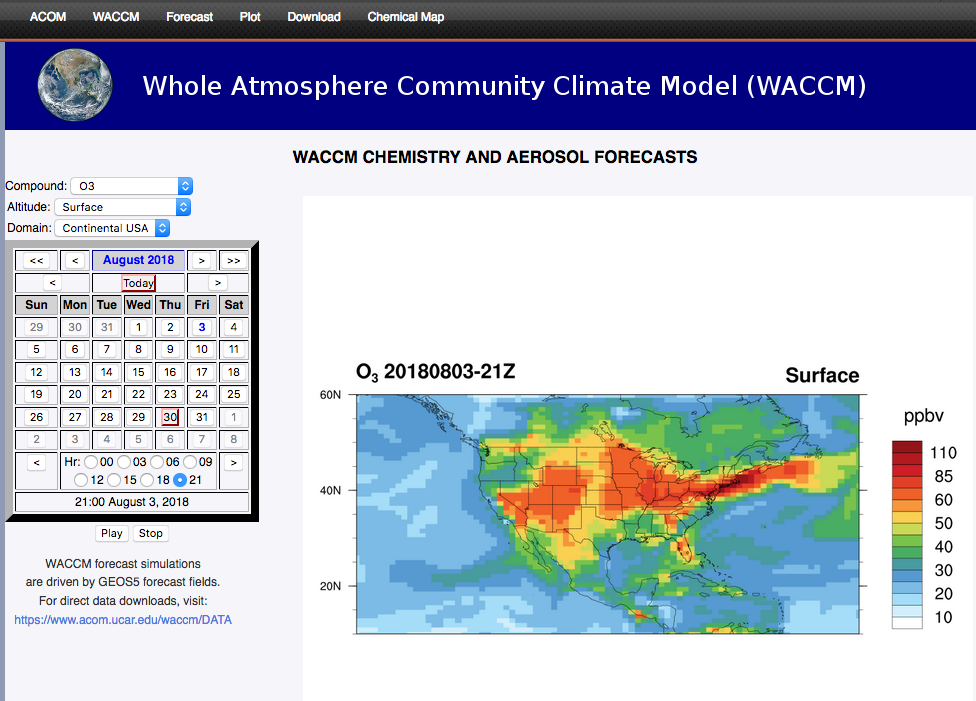 ACOM WACCM Forecast Plot Download Chemical Map
Whole Atmosphere Community Climate Model (WACCM)
WACCM CHEMISTRY AND AEROSOL FORECASTS
Compound: O3
Altitude: Surface
Domain: Continental USA
<< < August 2018 > >>
< Today >
Sun Mon Tue Wed Thu Fri Sat
29 30 31 1 2 3 4
5 6 7 8 9 10 11
12 13 14 15 16 17 18
19 20 21 22 23 24 25
26 27 28 29 30 31 1
2 3 4 5 6 7 8
< Hr: 00 03 06 09 >
12 15 18 21
21:00 August 3, 2018
Play Stop
WACCM forecast simulations
are driven by GEOS5 forecast fields.
For direct data downloads, visit:
https://www.acom.ucar.edu/waccm/DATA
O3 20180803-21Z Surface
60N
40N
20N
ppbv
110
85
60
50
40
30
20
10